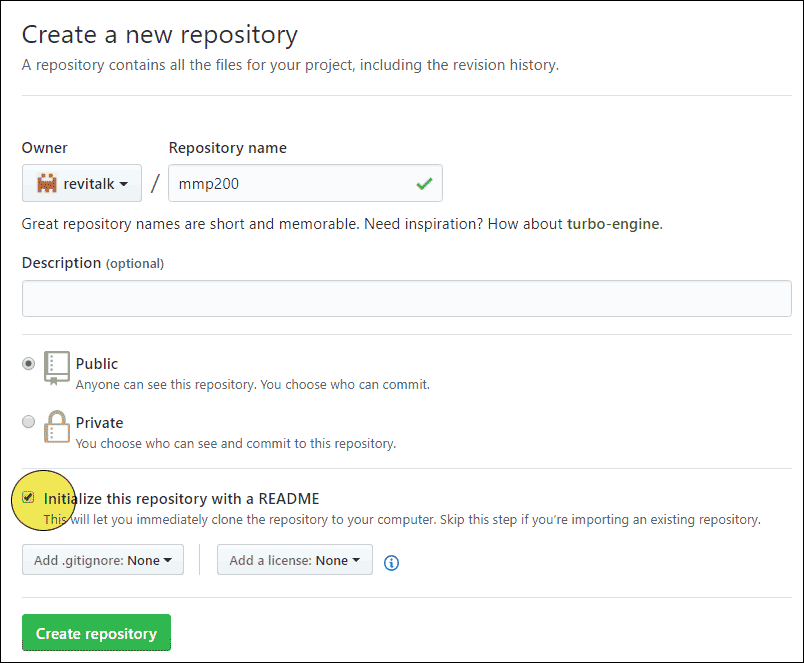 Create a new repository
A repository contains all the files for your project, including the revision history.
Owner Repository name
revitalk / mmp200
Great repository names are short and memorable. Need inspiration? How about turbo-engine.
Description (optional)
Public
Anyone can see this repository. You choose who can commit.
Private
You choose who can see and commit to this repository.
Initialize this repository with a README
This will let you immediately clone the repository to your computer. Skip this step if you’re importing an existing repository.
Add .gitignore: None Add a license: None
Create repository